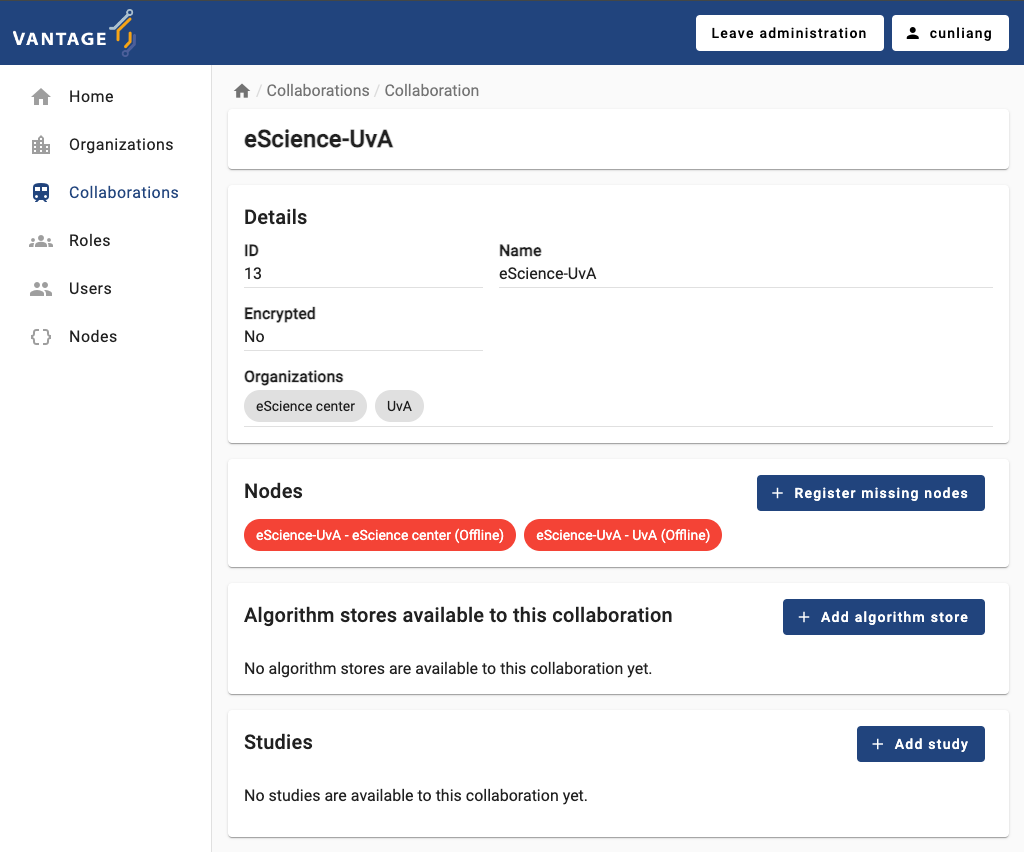 VANTAGE
Leave administration
cunliang
Home
Organizations
Collaborations
Roles
Users
Nodes
/ Collaborations / Collaboration
eScience-UvA
Details
ID
Name
13
eScience-UvA
Encrypted
No
Organizations
eScience center
UvA
Nodes
+ Register missing nodes
eScience-UvA - eScience center (Offline)
eScience-UvA - UvA (Offline)
Algorithm stores available to this collaboration
+ Add algorithm store
No algorithm stores are available to this collaboration yet.
Studies
+ Add study
No studies are available to this collaboration yet.